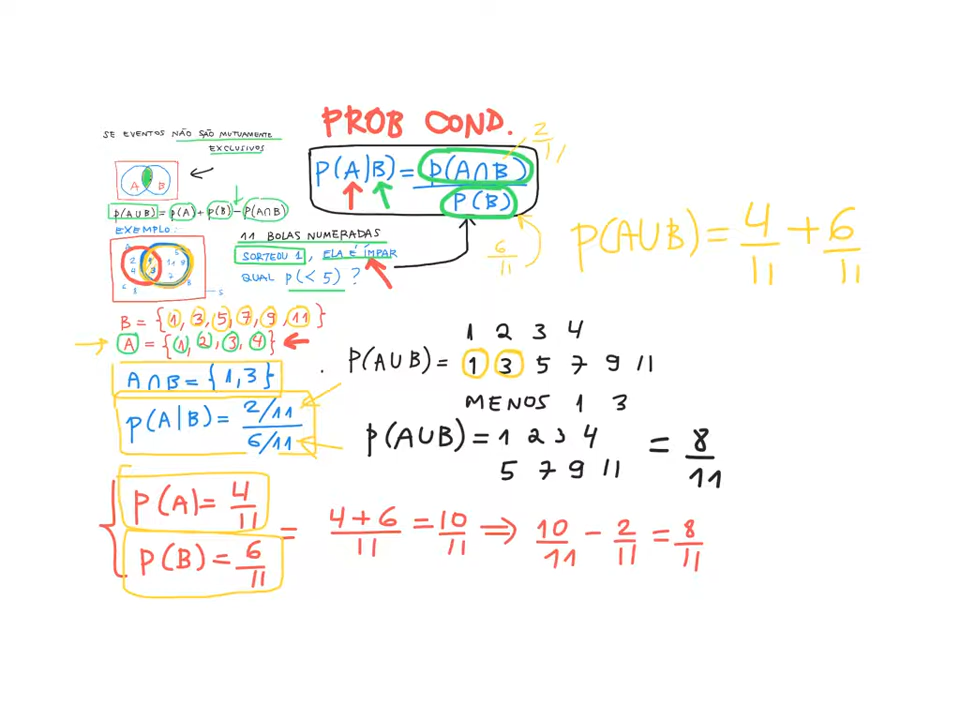 SE EVENTOS NÃO SÃO MUTUAMENTE
EXCLUSIVOS
A B
P(A∪B) = P(A) + P(B) - P(A∩B)
EXEMPLO:
PROB COND.
P(A|B) = P(A∩B) / P(B)
2/11
6/11
11 BOLAS NUMERADAS
SORTEOU 1, ELA É ÍMPAR
QUAL P(< 5) ?
P(A∪B) = 4/11 + 6/11
B = {1, 3, 5, 7, 9, 11}
A = {1, 2, 3, 4}
A∩B = {1, 3}
P(A|B) = 2/11 / 6/11
1 2 3 4
P(A∪B) = 1 3 5 7 9 11
MENOS 1 3
P(A∪B) = 1 2 3 4
5 7 9 11
= 8/11
P(A) = 4/11
P(B) = 6/11
= 4+6/11 = 10/11 ⇒ 10/11 - 2/11 = 8/11